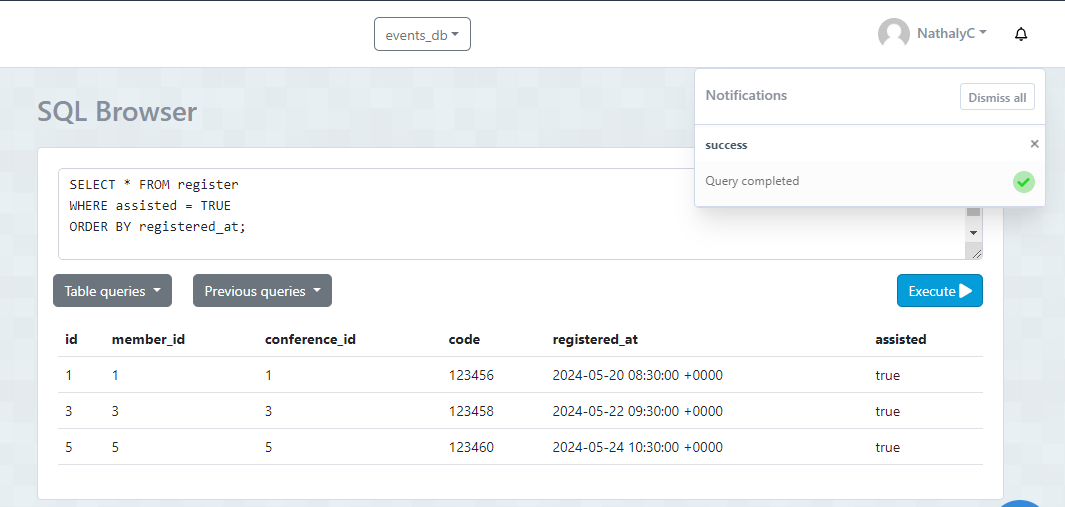 events_db
NathalyC
Notifications
Dismiss all
success
×
Query completed
SQL Browser
SELECT * FROM register
WHERE assisted = TRUE
ORDER BY registered_at;
Table queries
Previous queries
Execute
id member_id conference_id code registered_at assisted
1 1 1 123456 2024-05-20 08:30:00 +0000 true
3 3 3 123458 2024-05-22 09:30:00 +0000 true
5 5 5 123460 2024-05-24 10:30:00 +0000 true